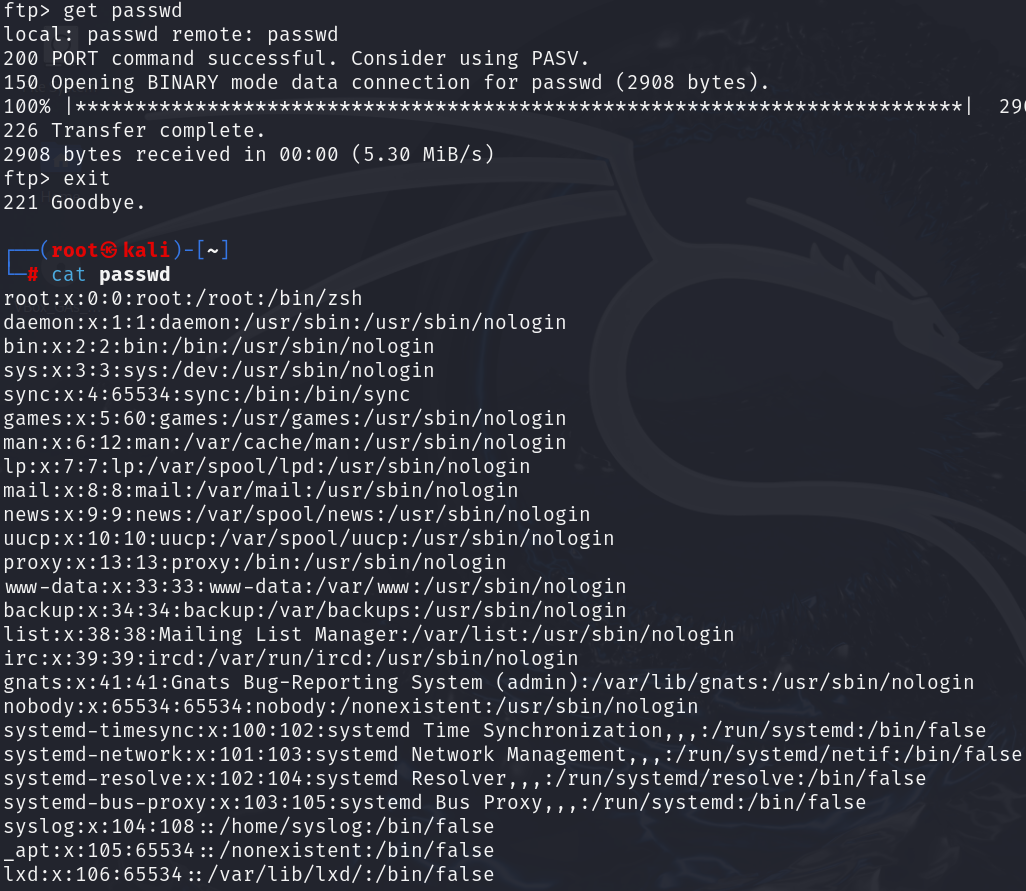 ftp> get passwd
local: passwd remote: passwd
200 PORT command successful. Consider using PASV.
150 Opening BINARY mode data connection for passwd (2908 bytes).
100% |**************************************************************************|
226 Transfer complete.
2908 bytes received in 00:00 (5.30 MiB/s)
ftp> exit
221 Goodbye.
┌──(root㉿kali)-[~]
└─# cat passwd
root:x:0:0:root:/root:/bin/zsh
daemon:x:1:1:daemon:/usr/sbin:/usr/sbin/nologin
bin:x:2:2:bin:/bin:/usr/sbin/nologin
sys:x:3:3:sys:/dev:/usr/sbin/nologin
sync:x:4:65534:sync:/bin:/bin/sync
games:x:5:60:games:/usr/games:/usr/sbin/nologin
man:x:6:12:man:/var/cache/man:/usr/sbin/nologin
lp:x:7:7:lp:/var/spool/lpd:/usr/sbin/nologin
mail:x:8:8:mail:/var/mail:/usr/sbin/nologin
news:x:9:9:news:/var/spool/news:/usr/sbin/nologin
uucp:x:10:10:uucp:/var/spool/uucp:/usr/sbin/nologin
proxy:x:13:13:proxy:/bin:/usr/sbin/nologin
www-data:x:33:33:www-data:/var/www:/usr/sbin/nologin
backup:x:34:34:backup:/var/backups:/usr/sbin/nologin
list:x:38:38:Mailing List Manager:/var/list:/usr/sbin/nologin
irc:x:39:39:ircd:/var/run/ircd:/usr/sbin/nologin
gnats:x:41:41:Gnats Bug-Reporting System (admin):/var/lib/gnats:/usr/sbin/nologin
nobody:x:65534:65534:nobody:/nonexistent:/usr/sbin/nologin
systemd-timesync:x:100:102:systemd Time Synchronization,,,:/run/systemd:/bin/false
systemd-network:x:101:103:systemd Network Management,,,:/run/systemd/netif:/bin/false
systemd-resolve:x:102:104:systemd Resolver,,,:/run/systemd/resolve:/bin/false
systemd-bus-proxy:x:103:105:systemd Bus Proxy,,,:/run/systemd:/bin/false
syslog:x:104:108::/home/syslog:/bin/false
_apt:x:105:65534::/nonexistent:/bin/false
lxd:x:106:65534::/var/lib/lxd/:/bin/false